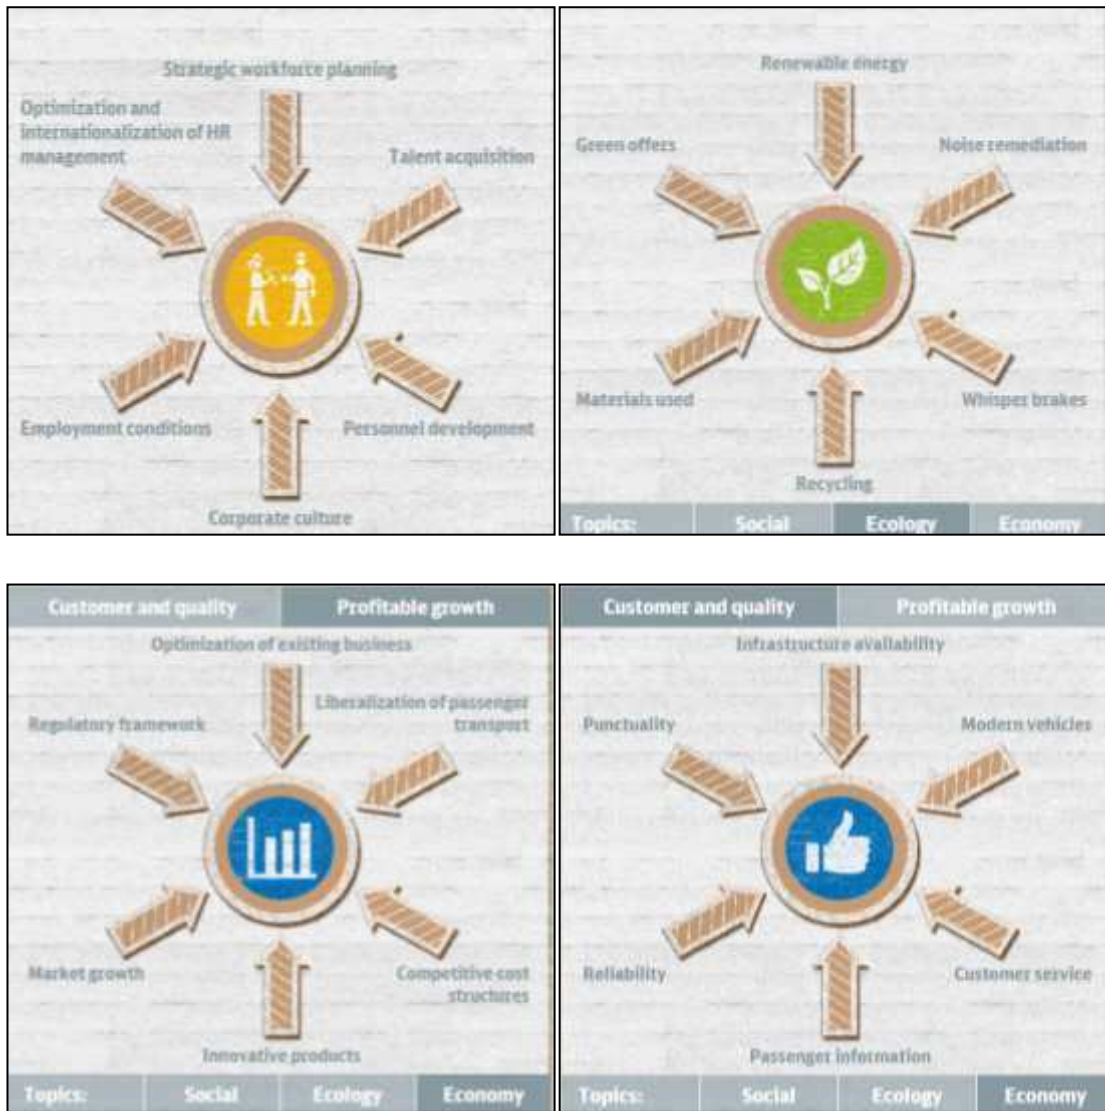 Strategic workforce planning
Optimization and
internationalization of HR
management
Talent acquisition
Employment conditions
Personnel development
Corporate culture
Renewable energy
Green offers
Noise remediation
Materials used
Whisper brakes
Recycling
Topics: Social Ecology Economy
Customer and quality Profitable growth
Optimization of existing business
Liberalization of passenger
transport
Regulatory framework
Market growth
Competitive cost
structures
Innovative products
Topics: Social Ecology Economy
Customer and quality Profitable growth
Infrastructure availability
Punctuality
Modern vehicles
Reliability
Customer service
Passenger information
Topics: Social Ecology Economy